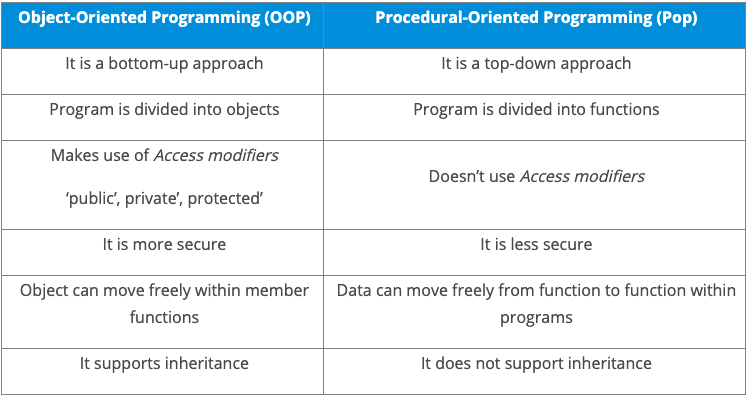 Object-Oriented Programming (OOP) Procedural-Oriented Programming (Pop)
It is a bottom-up approach It is a top-down approach
Program is divided into objects Program is divided into functions
Makes use of Access modifiers
‘public’, private’, protected’
Doesn’t use Access modifiers
It is more secure It is less secure
Object can move freely within member
functions
Data can move freely from function to function within
programs
It supports inheritance It does not support inheritance